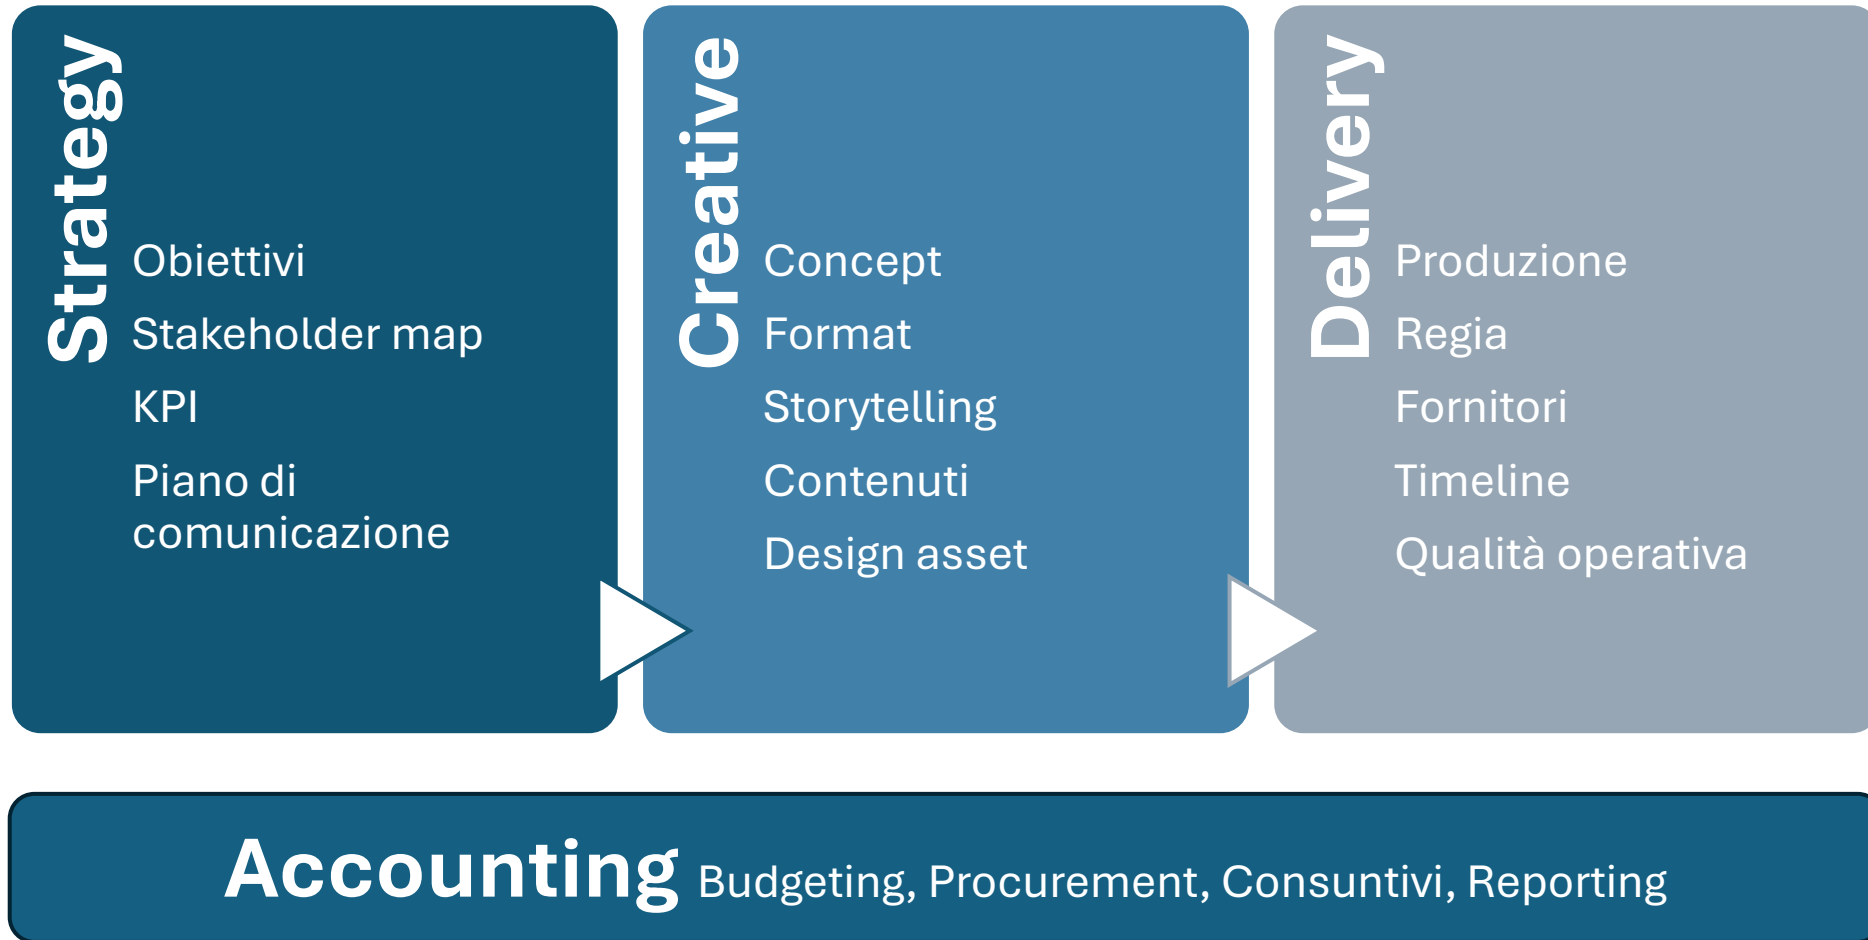 Strategy
Obiettivi
Stakeholder map
KPI
Piano di
comunicazione
Creative
Concept
Format
Storytelling
Contenuti
Design asset
Delivery
Produzione
Regia
Fornitori
Timeline
Qualità operativa
Accounting Budgeting, Procurement, Consuntivi, Reporting